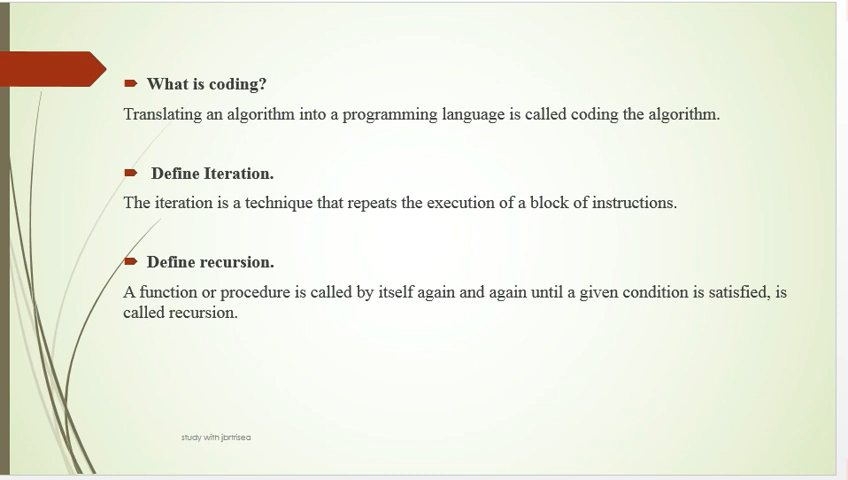 What is coding?
Translating an algorithm into a programming language is called coding the algorithm.
Define Iteration.
The iteration is a technique that repeats the execution of a block of instructions.
Define recursion.
A function or procedure is called by itself again and again until a given condition is satisfied, is
called recursion.
study with